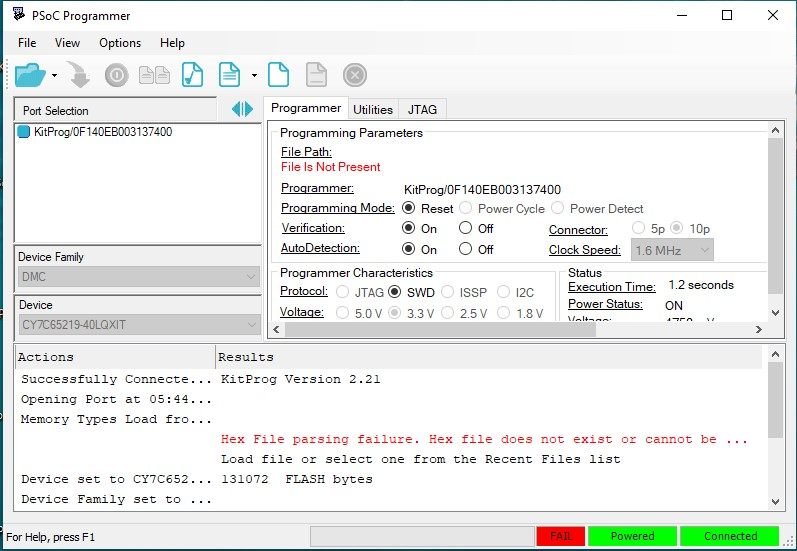 PSoC Programmer
File View Options Help
Port Selection
KitProg/0F140EB003137400
Device Family
DMC
Device
CY7C65219-40LQXIT
Programmer Utilities JTAG
Programming Parameters
File Path:
File Is Not Present
Programmer: KitProg/0F140EB003137400
Programming Mode: Reset Power Cycle Power Detect
Verification: On Off Connector: 5p 10p
AutoDetection: On Off Clock Speed: 1.6 MHz
Programmer Characteristics
Protocol: JTAG SWD ISSP I2C
Voltage: 5.0 V 3.3 V 2.5 V 1.8 V
Status
Execution Time: 1.2 seconds
Power Status: ON
Actions Results
Successfully Connecte... KitProg Version 2.21
Opening Port at 05:44...
Memory Types Load fro...
Hex File parsing failure. Hex file does not exist or cannot be ...
Load file or select one from the Recent Files list
Device set to CY7C652... 131072 FLASH bytes
Device Family set to ...
For Help, press F1 FAIL Powered Connected